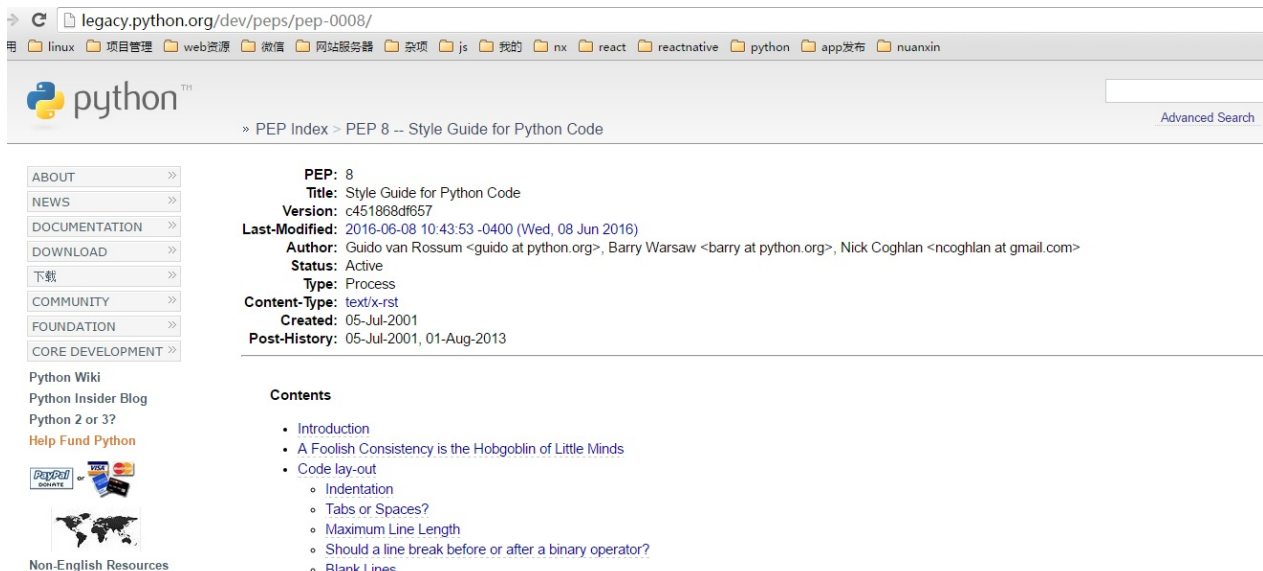 legacy.python.org/dev/peps/pep-0008/
用 linux 项目管理 web资源 微信 网站服务器 杂项 js 我的 nx react reactnative python app发布 nuanxin
python™
» PEP Index > PEP 8 -- Style Guide for Python Code
Advanced Search
ABOUT »
NEWS »
DOCUMENTATION »
DOWNLOAD »
下载 »
COMMUNITY »
FOUNDATION »
CORE DEVELOPMENT »
Python Wiki
Python Insider Blog
Python 2 or 3?
Help Fund Python
PayPal DONATE or VISA
Non-English Resources
PEP: 8
Title: Style Guide for Python Code
Version: c451868df657
Last-Modified: 2016-06-08 10:43:53 -0400 (Wed, 08 Jun 2016)
Author: Guido van Rossum <guido at python.org>, Barry Warsaw <barry at python.org>, Nick Coghlan <ncoghlan at gmail.com>
Status: Active
Type: Process
Content-Type: text/x-rst
Created: 05-Jul-2001
Post-History: 05-Jul-2001, 01-Aug-2013
Contents
• Introduction
• A Foolish Consistency is the Hobgoblin of Little Minds
• Code lay-out
◦ Indentation
◦ Tabs or Spaces?
◦ Maximum Line Length
◦ Should a line break before or after a binary operator?
◦ Blank Lines